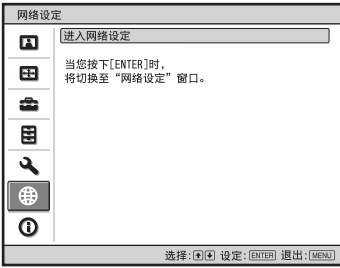 网络设定
进入网络设定
当您按下[ENTER]时，
将切换至“网络设定”窗口。
选择:↑↓ 设定:ENTER 退出:MENU